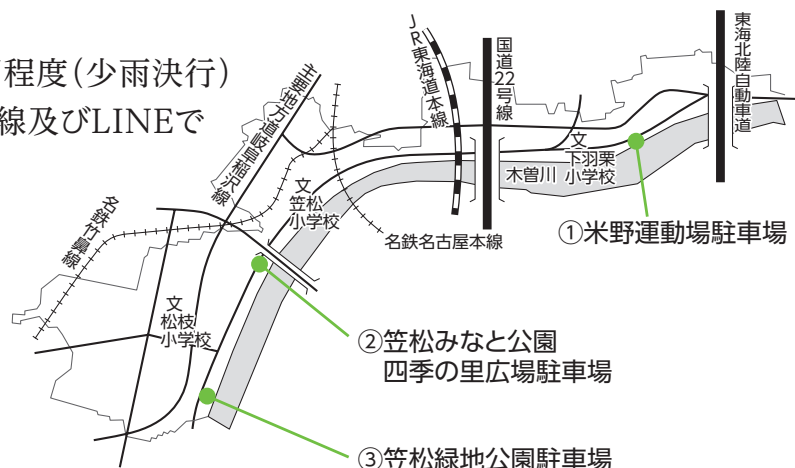 程度(少雨決行)
線及びLINEで
JR東海道本線
国道22号線
東海北陸自動車道
主要地方道岐阜稲沢線
名鉄竹鼻線
文
笠松
小学校
文
下羽栗
小学校
木曽川
名鉄名古屋本線
①米野運動場駐車場
文
松枝
小学校
②笠松みなと公園
四季の里広場駐車場
③笠松緑地公園駐車場